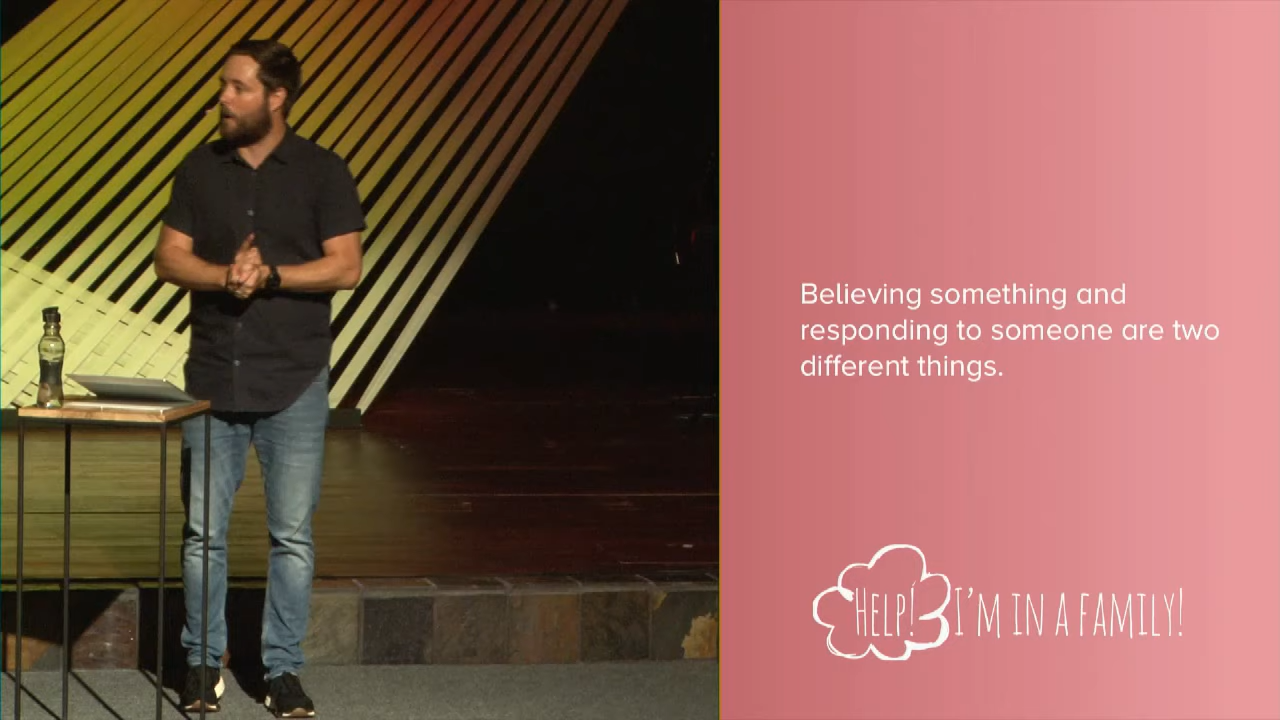 Believing something and
responding to someone are two
different things.
HELP! I'M IN A FAMILY!